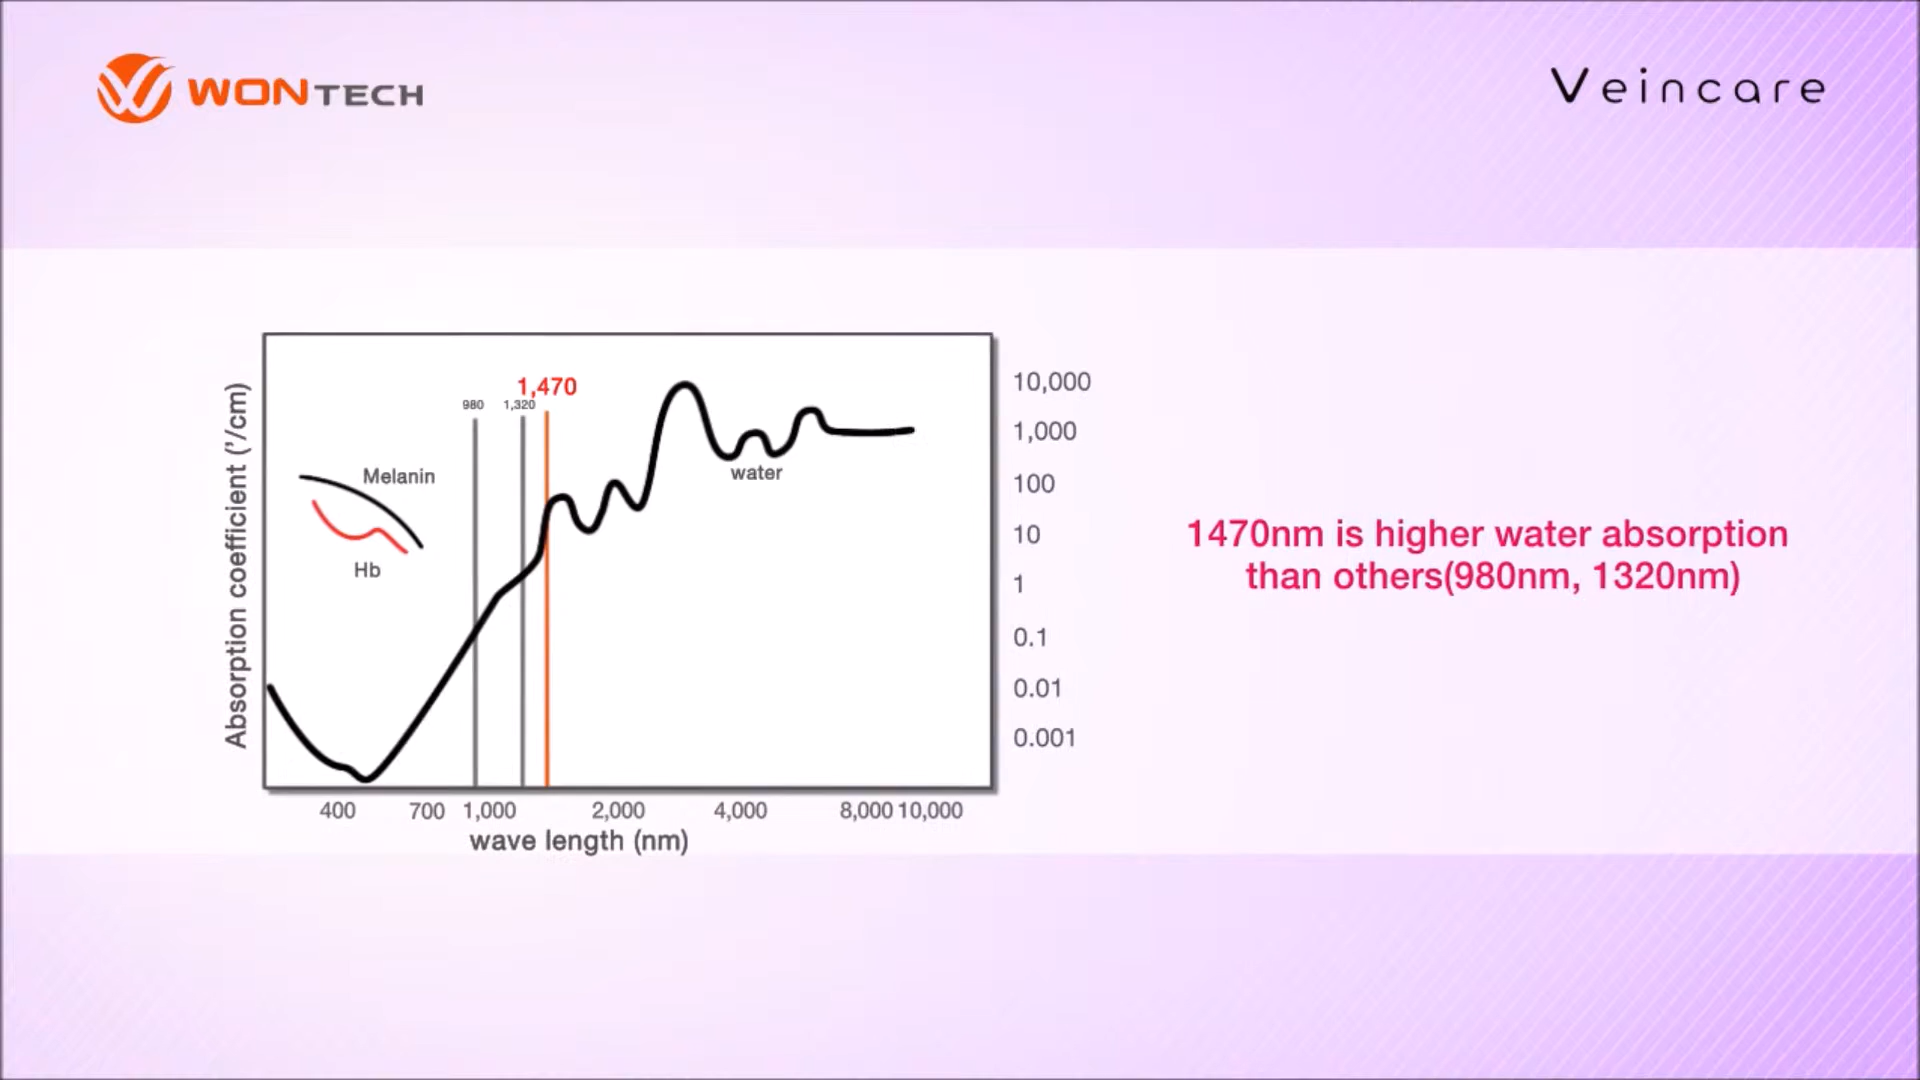 WONTECH
Veincare
1,470
980
1,320
Melanin
Hb
water
Absorption coefficient ('/cm)
10,000
1,000
100
10
1
0.1
0.01
0.001
400 700 1,000 2,000 4,000 8,000 10,000
wave length (nm)
1470nm is higher water absorption
than others(980nm, 1320nm)